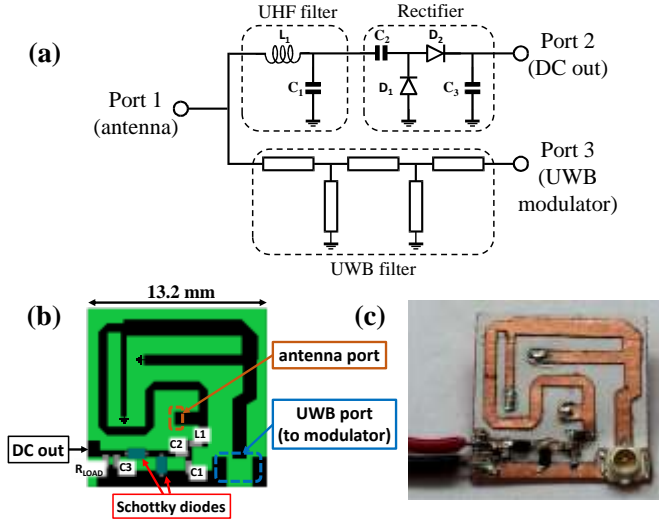 UHF filter
Rectifier
(a)
L1
C2
D2
Port 2
(DC out)
C1
D1
C3
Port 1
(antenna)
Port 3
(UWB
modulator)
UWB filter
13.2 mm
(b)
(c)
antenna port
UWB port
(to modulator)
DC out
C2
L1
RLOAD
C3
C1
Schottky diodes